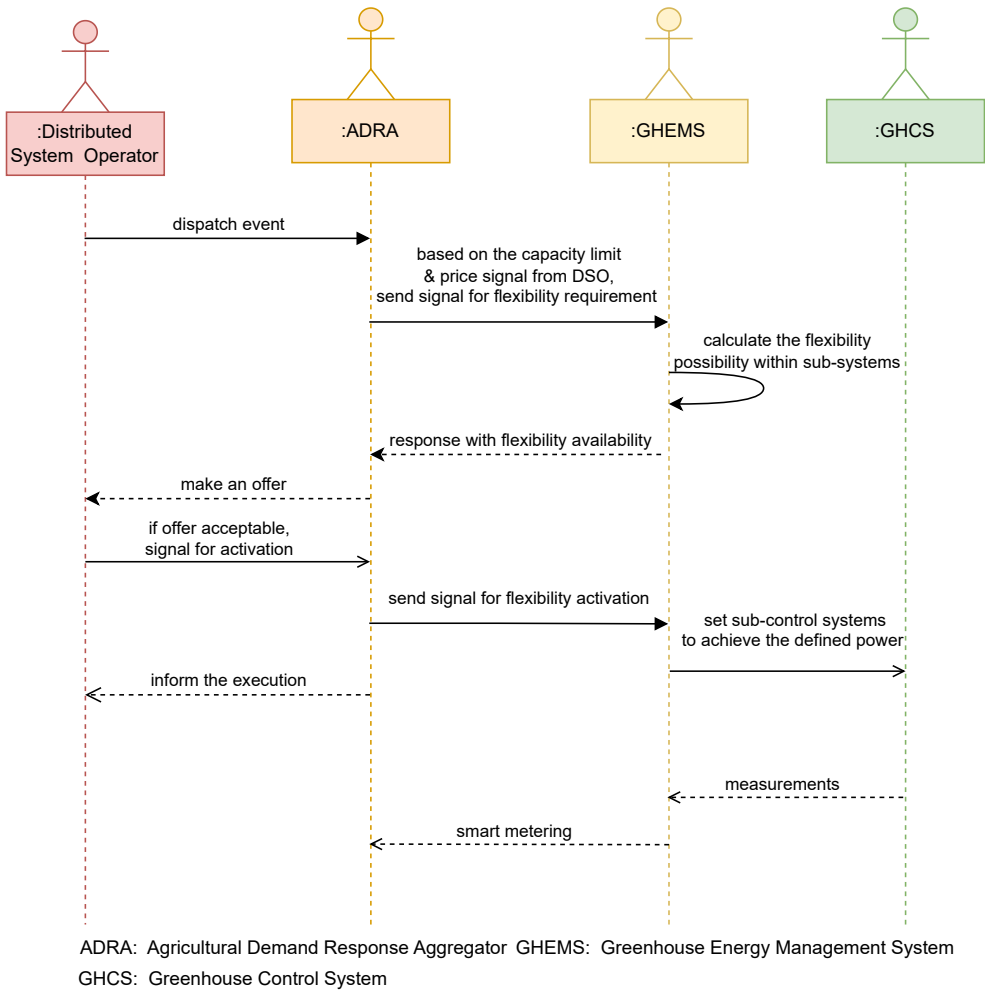 :Distributed
System Operator
:ADRA
:GHEMS
:GHCS
dispatch event
based on the capacity limit
& price signal from DSO,
send signal for flexibility requirement
calculate the flexibility
possibility within sub-systems
response with flexibility availability
make an offer
if offer acceptable,
signal for activation
send signal for flexibility activation
set sub-control systems
to achieve the defined power
inform the execution
measurements
smart metering
ADRA: Agricultural Demand Response Aggregator GHEMS: Greenhouse Energy Management System
GHCS: Greenhouse Control System